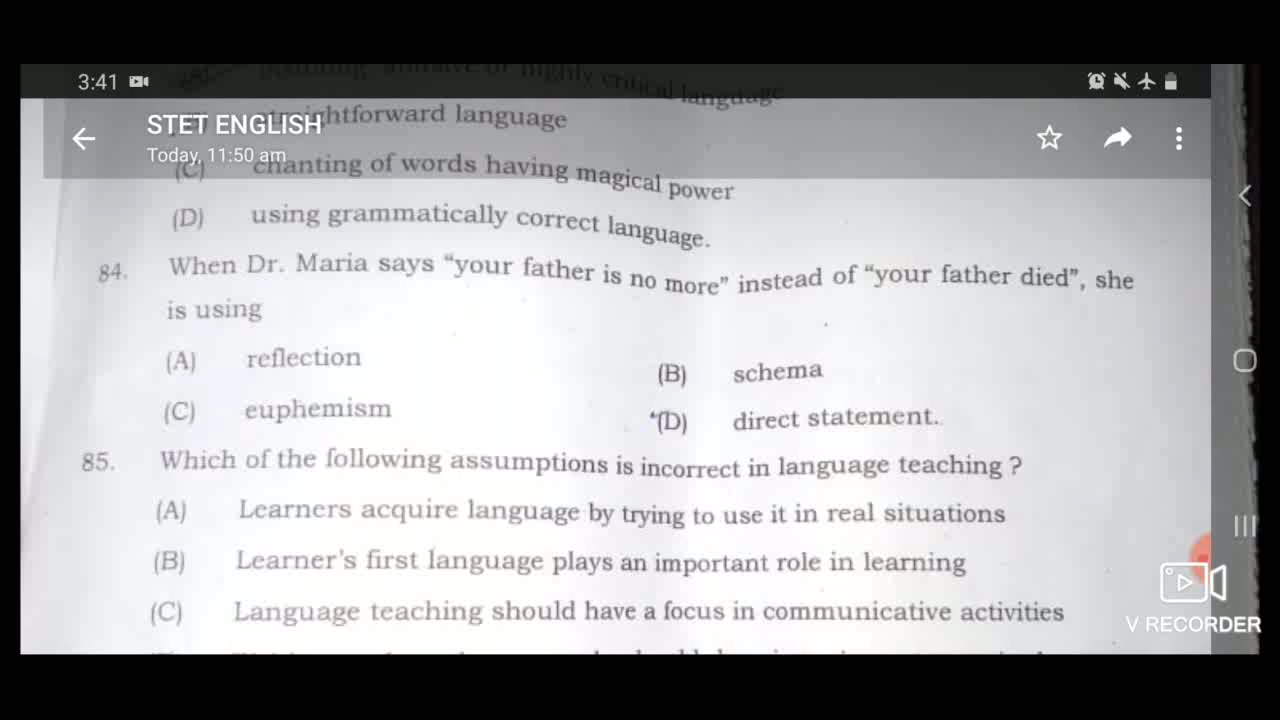 highly critical language
3:41
STET ENGLISH
Today, 11:50 am
straightforward language
(C) chanting of words having magical power
(D) using grammatically correct language.
84. When Dr. Maria says "your father is no more" instead of "your father died", she
is using
(A) reflection
(B) schema
(C) euphemism
(D) direct statement.
85. Which of the following assumptions is incorrect in language teaching ?
(A) Learners acquire language by trying to use it in real situations
(B) Learner's first language plays an important role in learning
(C) Language teaching should have a focus in communicative activities
V RECORDER